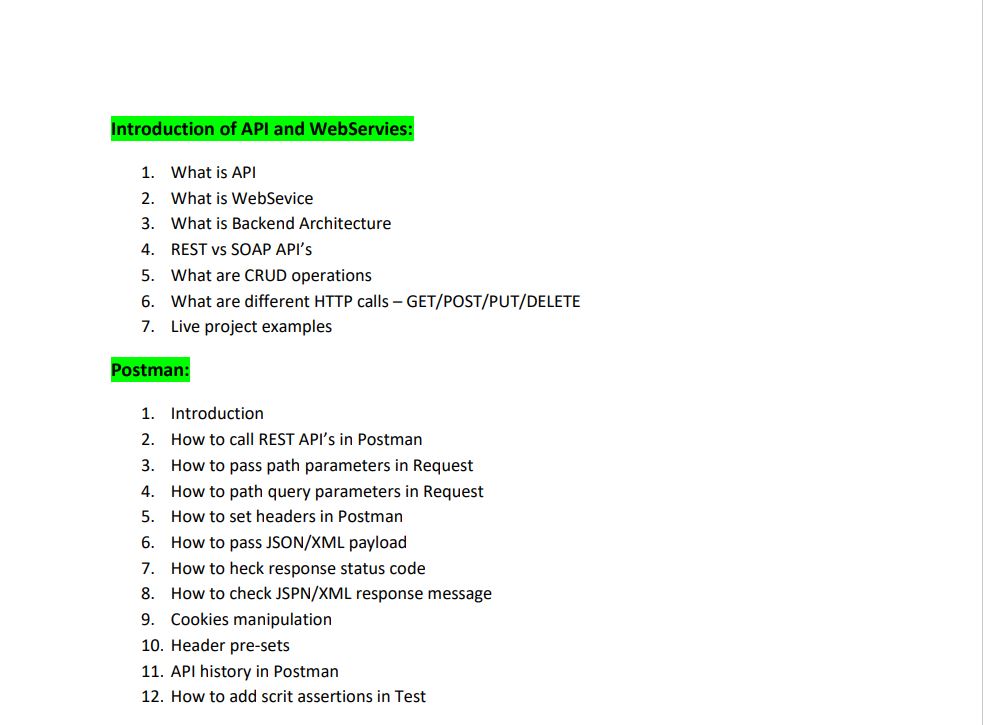 Introduction of API and WebServies:
1. What is API
2. What is WebSevice
3. What is Backend Architecture
4. REST vs SOAP API’s
5. What are CRUD operations
6. What are different HTTP calls – GET/POST/PUT/DELETE
7. Live project examples
Postman:
1. Introduction
2. How to call REST API’s in Postman
3. How to pass path parameters in Request
4. How to path query parameters in Request
5. How to set headers in Postman
6. How to pass JSON/XML payload
7. How to heck response status code
8. How to check JSPN/XML response message
9. Cookies manipulation
10. Header pre-sets
11. API history in Postman
12. How to add scrit assertions in Test